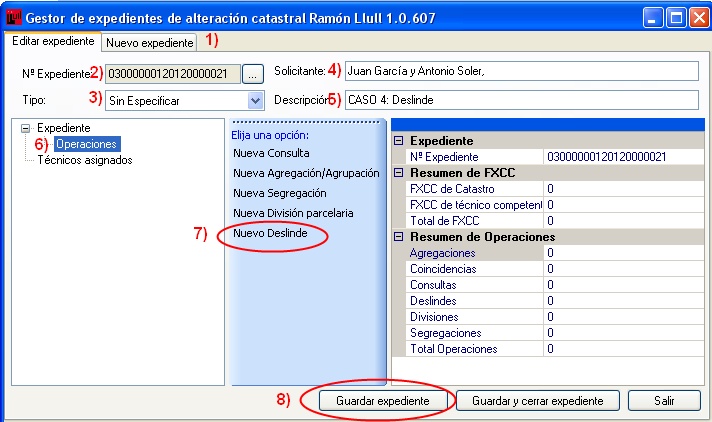 Gestor de expedientes de alteración catastral Ramón Llull 1.0.607
Editar expediente Nuevo expediente 1)
Nº Expediente 2) 03000000120120000021 ... Solicitante: 4) Juan García y Antonio Soler,
Tipo: 3) Sin Especificar Descripción 5) CASO 4: Deslinde
Expediente
6) Operaciones
Técnicos asignados
Elija una opción:
Nueva Consulta
Nueva Agregación/Agrupación
Nueva Segregación
Nueva División parcelaria
7) Nuevo Deslinde
Expediente
Nº Expediente 03000000120120000021
Resumen de FXCC
FXCC de Catastro 0
FXCC de técnico competent 0
Total de FXCC 0
Resumen de Operaciones
Agregaciones 0
Coincidencias 0
Consultas 0
Deslindes 0
Divisiones 0
Segregaciones 0
Total Operaciones 0
8) Guardar expediente Guardar y cerrar expediente Salir